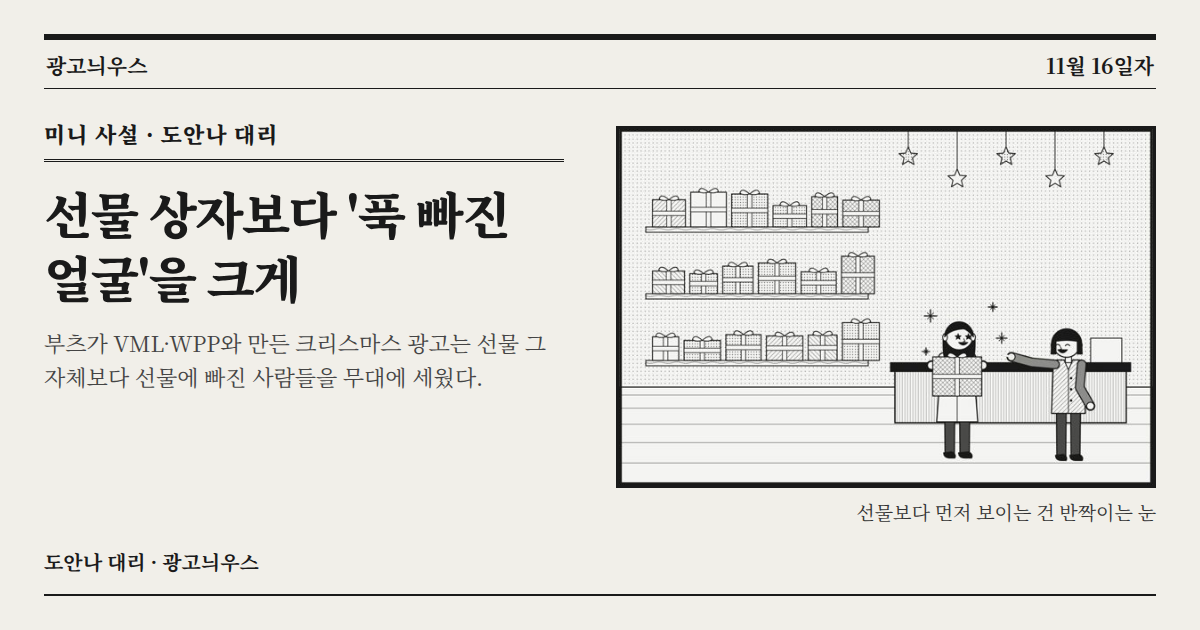 광고늬우스
11월 16일자
미니 사설 · 도안나 대리
선물 상자보다 '푹 빠진
얼굴'을 크게
부츠가 VML·WPP와 만든 크리스마스 광고는 선물 그
자체보다 선물에 빠진 사람들을 무대에 세웠다.
선물보다 먼저 보이는 건 반짝이는 눈
도안나 대리 · 광고늬우스